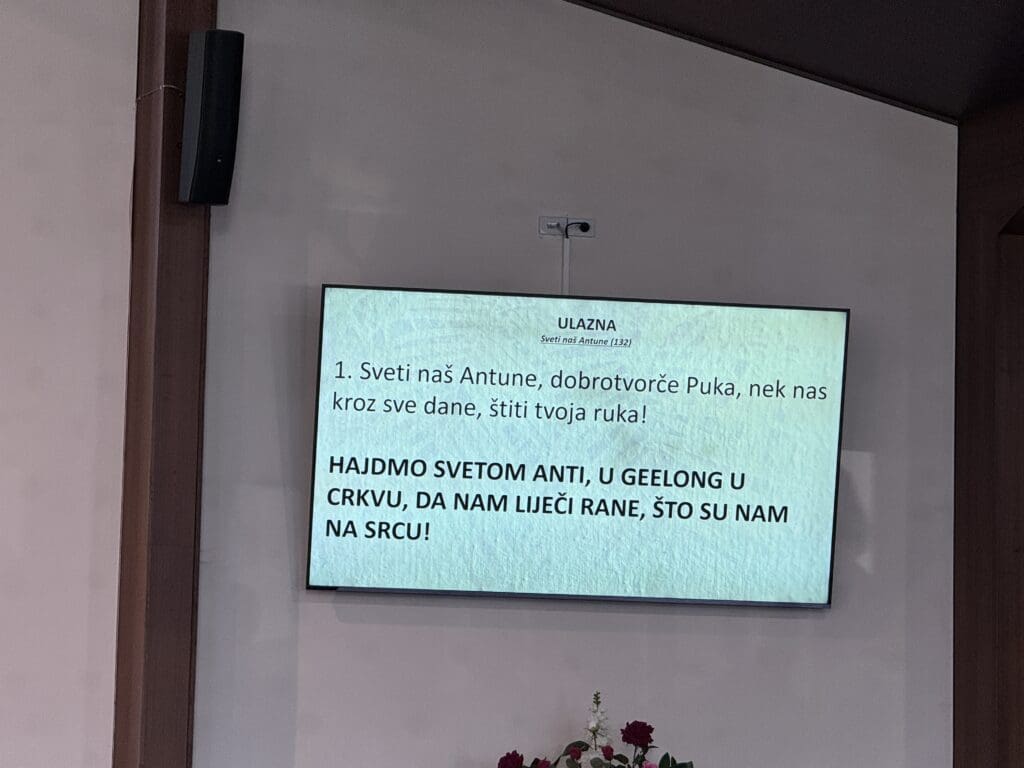 ULAZNA
Sveti naš Antune (132)
1. Sveti naš Antune, dobrotvorče Puka, nek nas
kroz sve dane, štiti tvoja ruka!
HAJDMO SVETOM ANTI, U GEELONG U
CRKVU, DA NAM LIJEČI RANE, ŠTO SU NAM
NA SRCU!